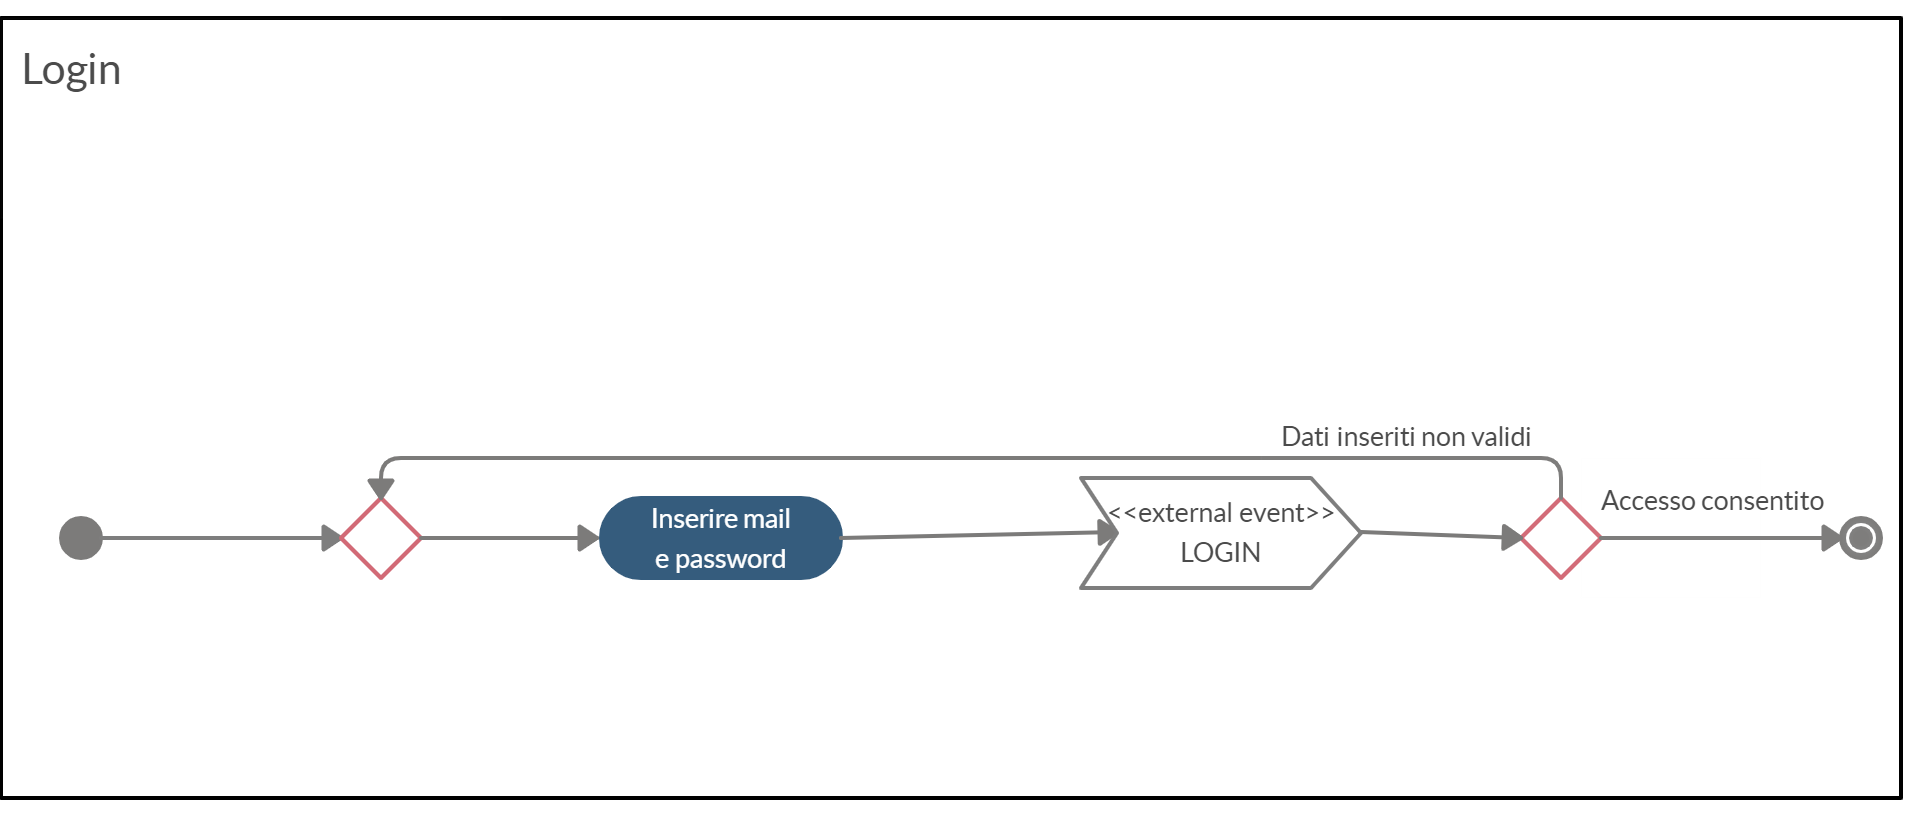 Login
Dati inseriti non validi
Inserire mail
e password
<<external event>>
LOGIN
Accesso consentito